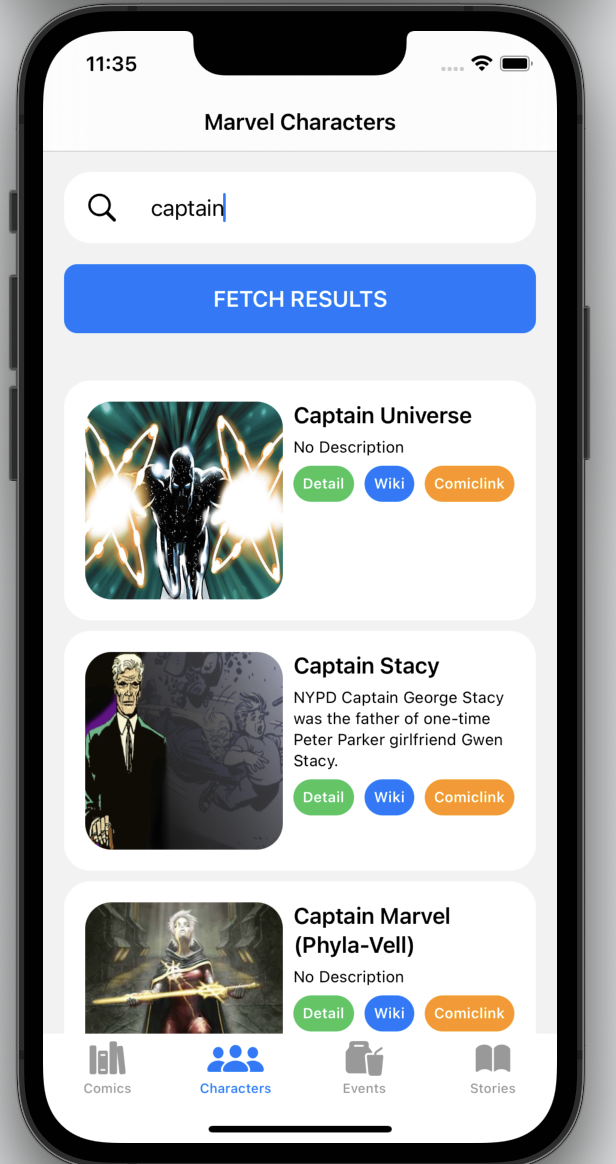 11:35
Marvel Characters
captain
FETCH RESULTS
Captain Universe
No Description
Detail Wiki Comiclink
Captain Stacy
NYPD Captain George Stacy
was the father of one-time
Peter Parker girlfriend Gwen
Stacy.
Detail Wiki Comiclink
Captain Marvel
(Phyla-Vell)
No Description
Detail Wiki Comiclink
Comics Characters Events Stories